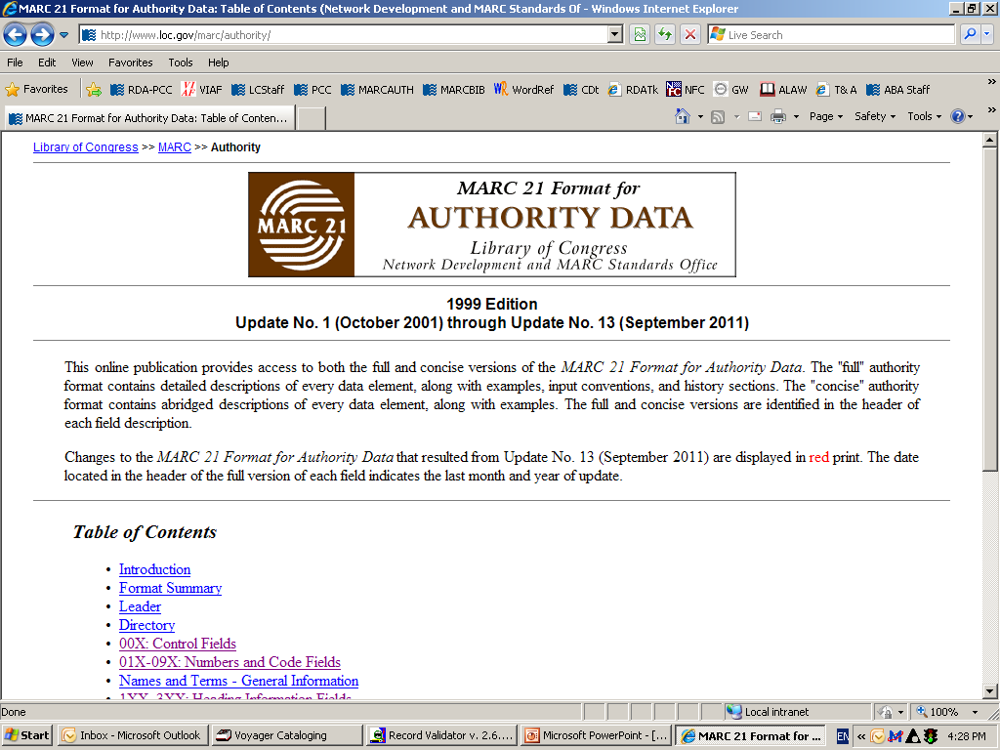 MARC 21 Format for Authority Data: Table of Contents (Network Development and MARC Standards Of - Windows Internet Explorer
http://www.loc.gov/marc/authority/
Live Search
File Edit View Favorites Tools Help
Favorites RDA-PCC VIAF VIAF LCStaff PCC MARCAUTH MARCBIB WR WordRef CDt RDATk NFC GW ALAW T & A ABA Staff »
MARC 21 Format for Authority Data: Table of Conten... Page Safety Tools »
Library of Congress >> MARC >> Authority
MARC 21
MARC 21 Format for
AUTHORITY DATA
Library of Congress
Network Development and MARC Standards Office
1999 Edition
Update No. 1 (October 2001) through Update No. 13 (September 2011)
This online publication provides access to both the full and concise versions of the MARC 21 Format for Authority Data. The "full" authority
format contains detailed descriptions of every data element, along with examples, input conventions, and history sections. The "concise" authority
format contains abridged descriptions of every data element, along with examples. The full and concise versions are identified in the header of
each field description.
Changes to the MARC 21 Format for Authority Data that resulted from Update No. 13 (September 2011) are displayed in red print. The date
located in the header of the full version of each field indicates the last month and year of update.
Table of Contents
• Introduction
• Format Summary
• Leader
• Directory
• 00X: Control Fields
• 01X-09X: Numbers and Code Fields
• Names and Terms - General Information
• 1XX-3XX: Heading Information Fields
Done Local intranet 100%
Start Inbox - Microsoft Outlook Voyager Cataloging Record Validator v. 2.6.... Microsoft PowerPoint - [... MARC 21 Format for ... EN « 4:28 PM